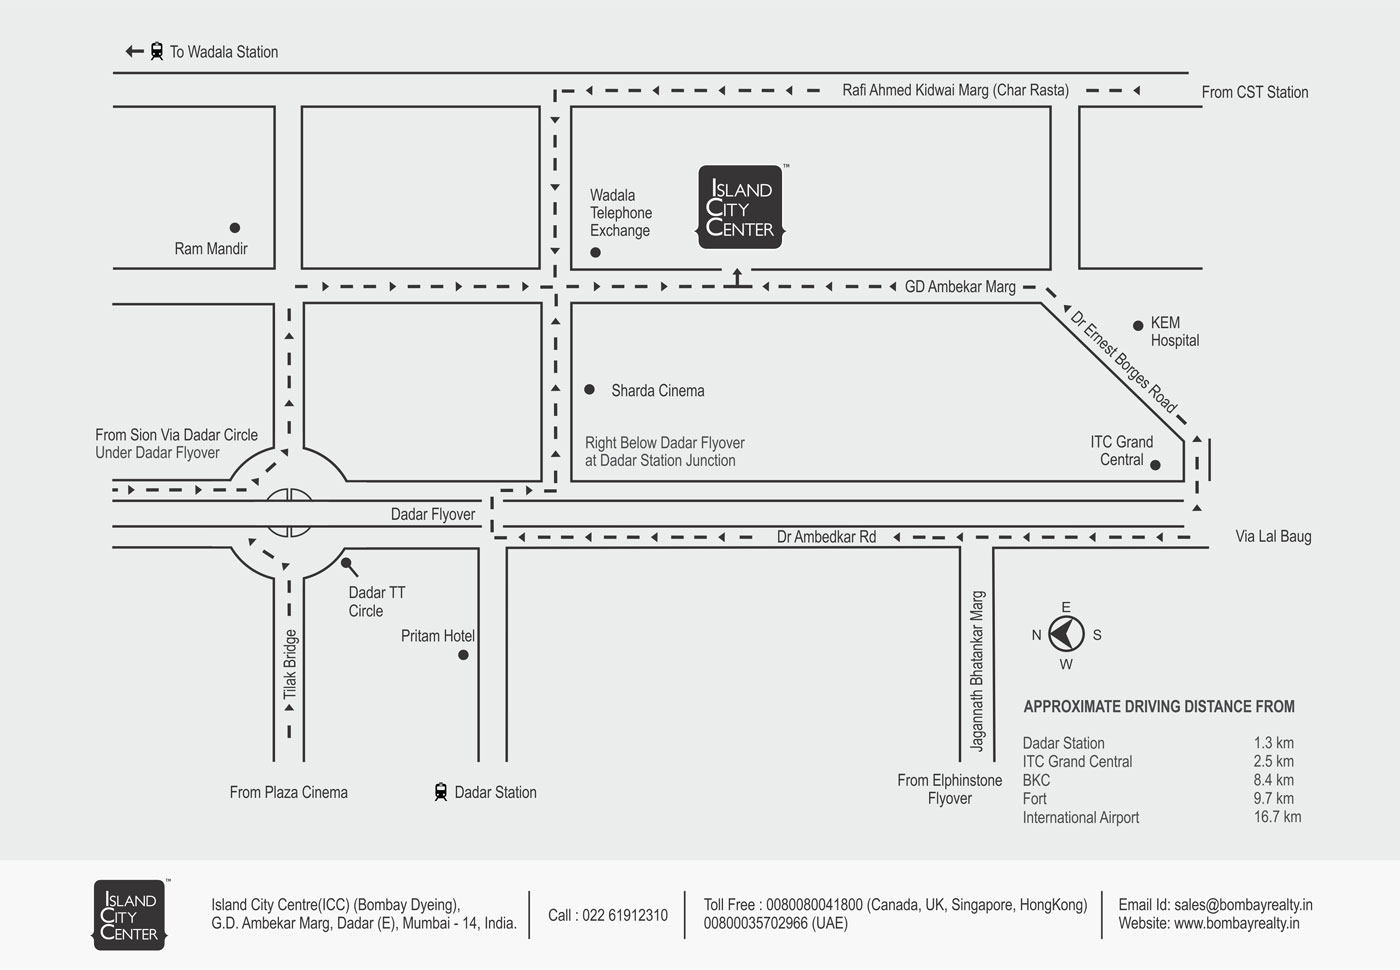 To Wadala Station
Rafi Ahmed Kidwai Marg (Char Rasta)
From CST Station
Wadala
Telephone
Exchange
ISLAND
CITY
CENTER
TM
Ram Mandir
GD Ambekar Marg
Dr Ernest Borges Road
KEM
Hospital
Sharda Cinema
From Sion Via Dadar Circle
Under Dadar Flyover
Right Below Dadar Flyover
at Dadar Station Junction
ITC Grand
Central
Dadar Flyover
Dr Ambedkar Rd
Via Lal Baug
Dadar TT
Circle
Pritam Hotel
Tilak Bridge
Jagannath Bhatankar Marg
E
N
S
W
From Plaza Cinema
Dadar Station
From Elphinstone
Flyover
APPROXIMATE DRIVING DISTANCE FROM
Dadar Station 1.3 km
ITC Grand Central 2.5 km
BKC 8.4 km
Fort 9.7 km
International Airport 16.7 km
ISLAND
CITY
CENTER
TM
Island City Centre(ICC) (Bombay Dyeing),
G.D. Ambekar Marg, Dadar (E), Mumbai - 14, India.
Call : 022 61912310
Toll Free : 0080080041800 (Canada, UK, Singapore, HongKong)
00800035702966 (UAE)
Email Id: sales@bombayrealty.in
Website: www.bombayrealty.in